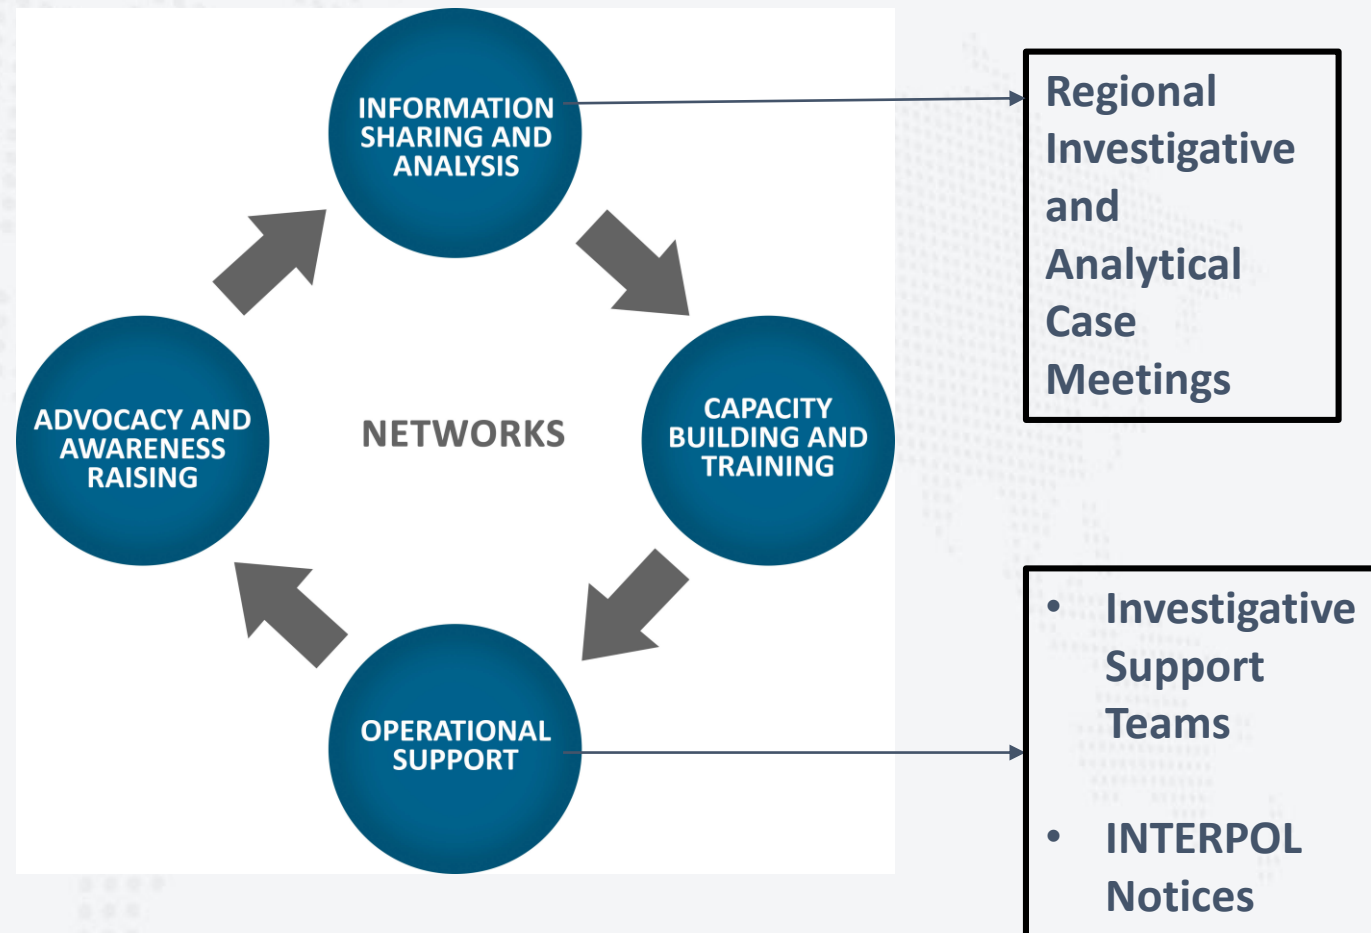 INFORMATION
SHARING AND
ANALYSIS
Regional
Investigative
and
Analytical
Case
Meetings
ADVOCACY AND
AWARENESS
RAISING
NETWORKS
CAPACITY
BUILDING AND
TRAINING
OPERATIONAL
SUPPORT
• Investigative
Support
Teams
• INTERPOL
Notices